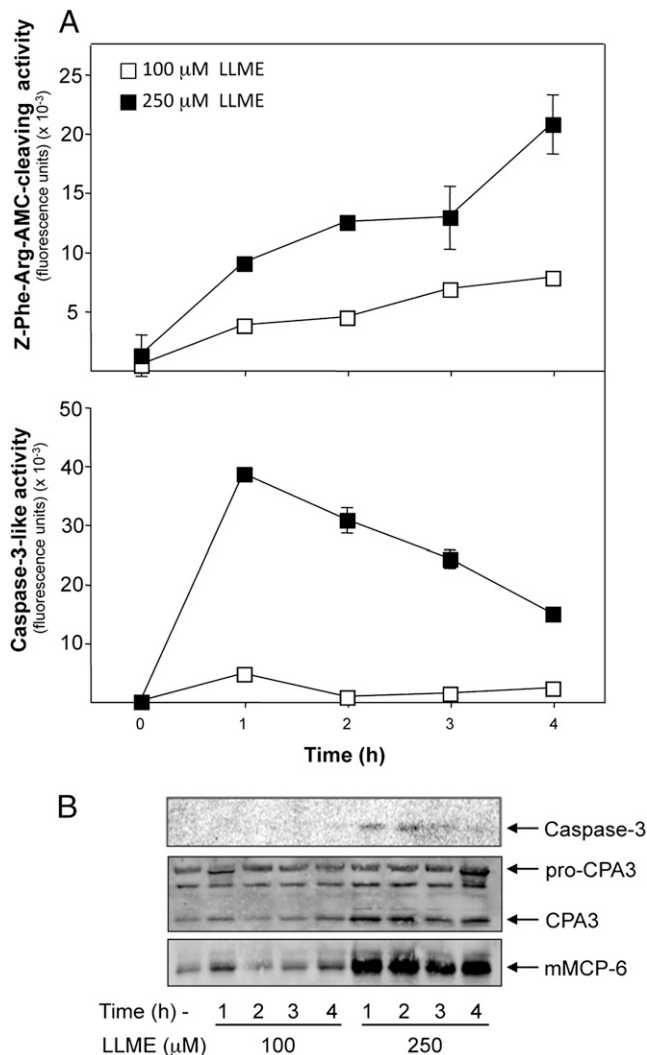 A
Z-Phe-Arg-AMC-cleaving activity
(fluorescence units) (x 10⁻³)
25
20
15
10
5
100 μM LLME
250 μM LLME
Caspase-3-like activity
(fluorescence units) (x 10⁻³)
50
40
30
20
10
0 1 2 3 4
Time (h)
B
Caspase-3
pro-CPA3
CPA3
mMCP-6
Time (h) - 1 2 3 4 1 2 3 4
LLME (μM) 100 250